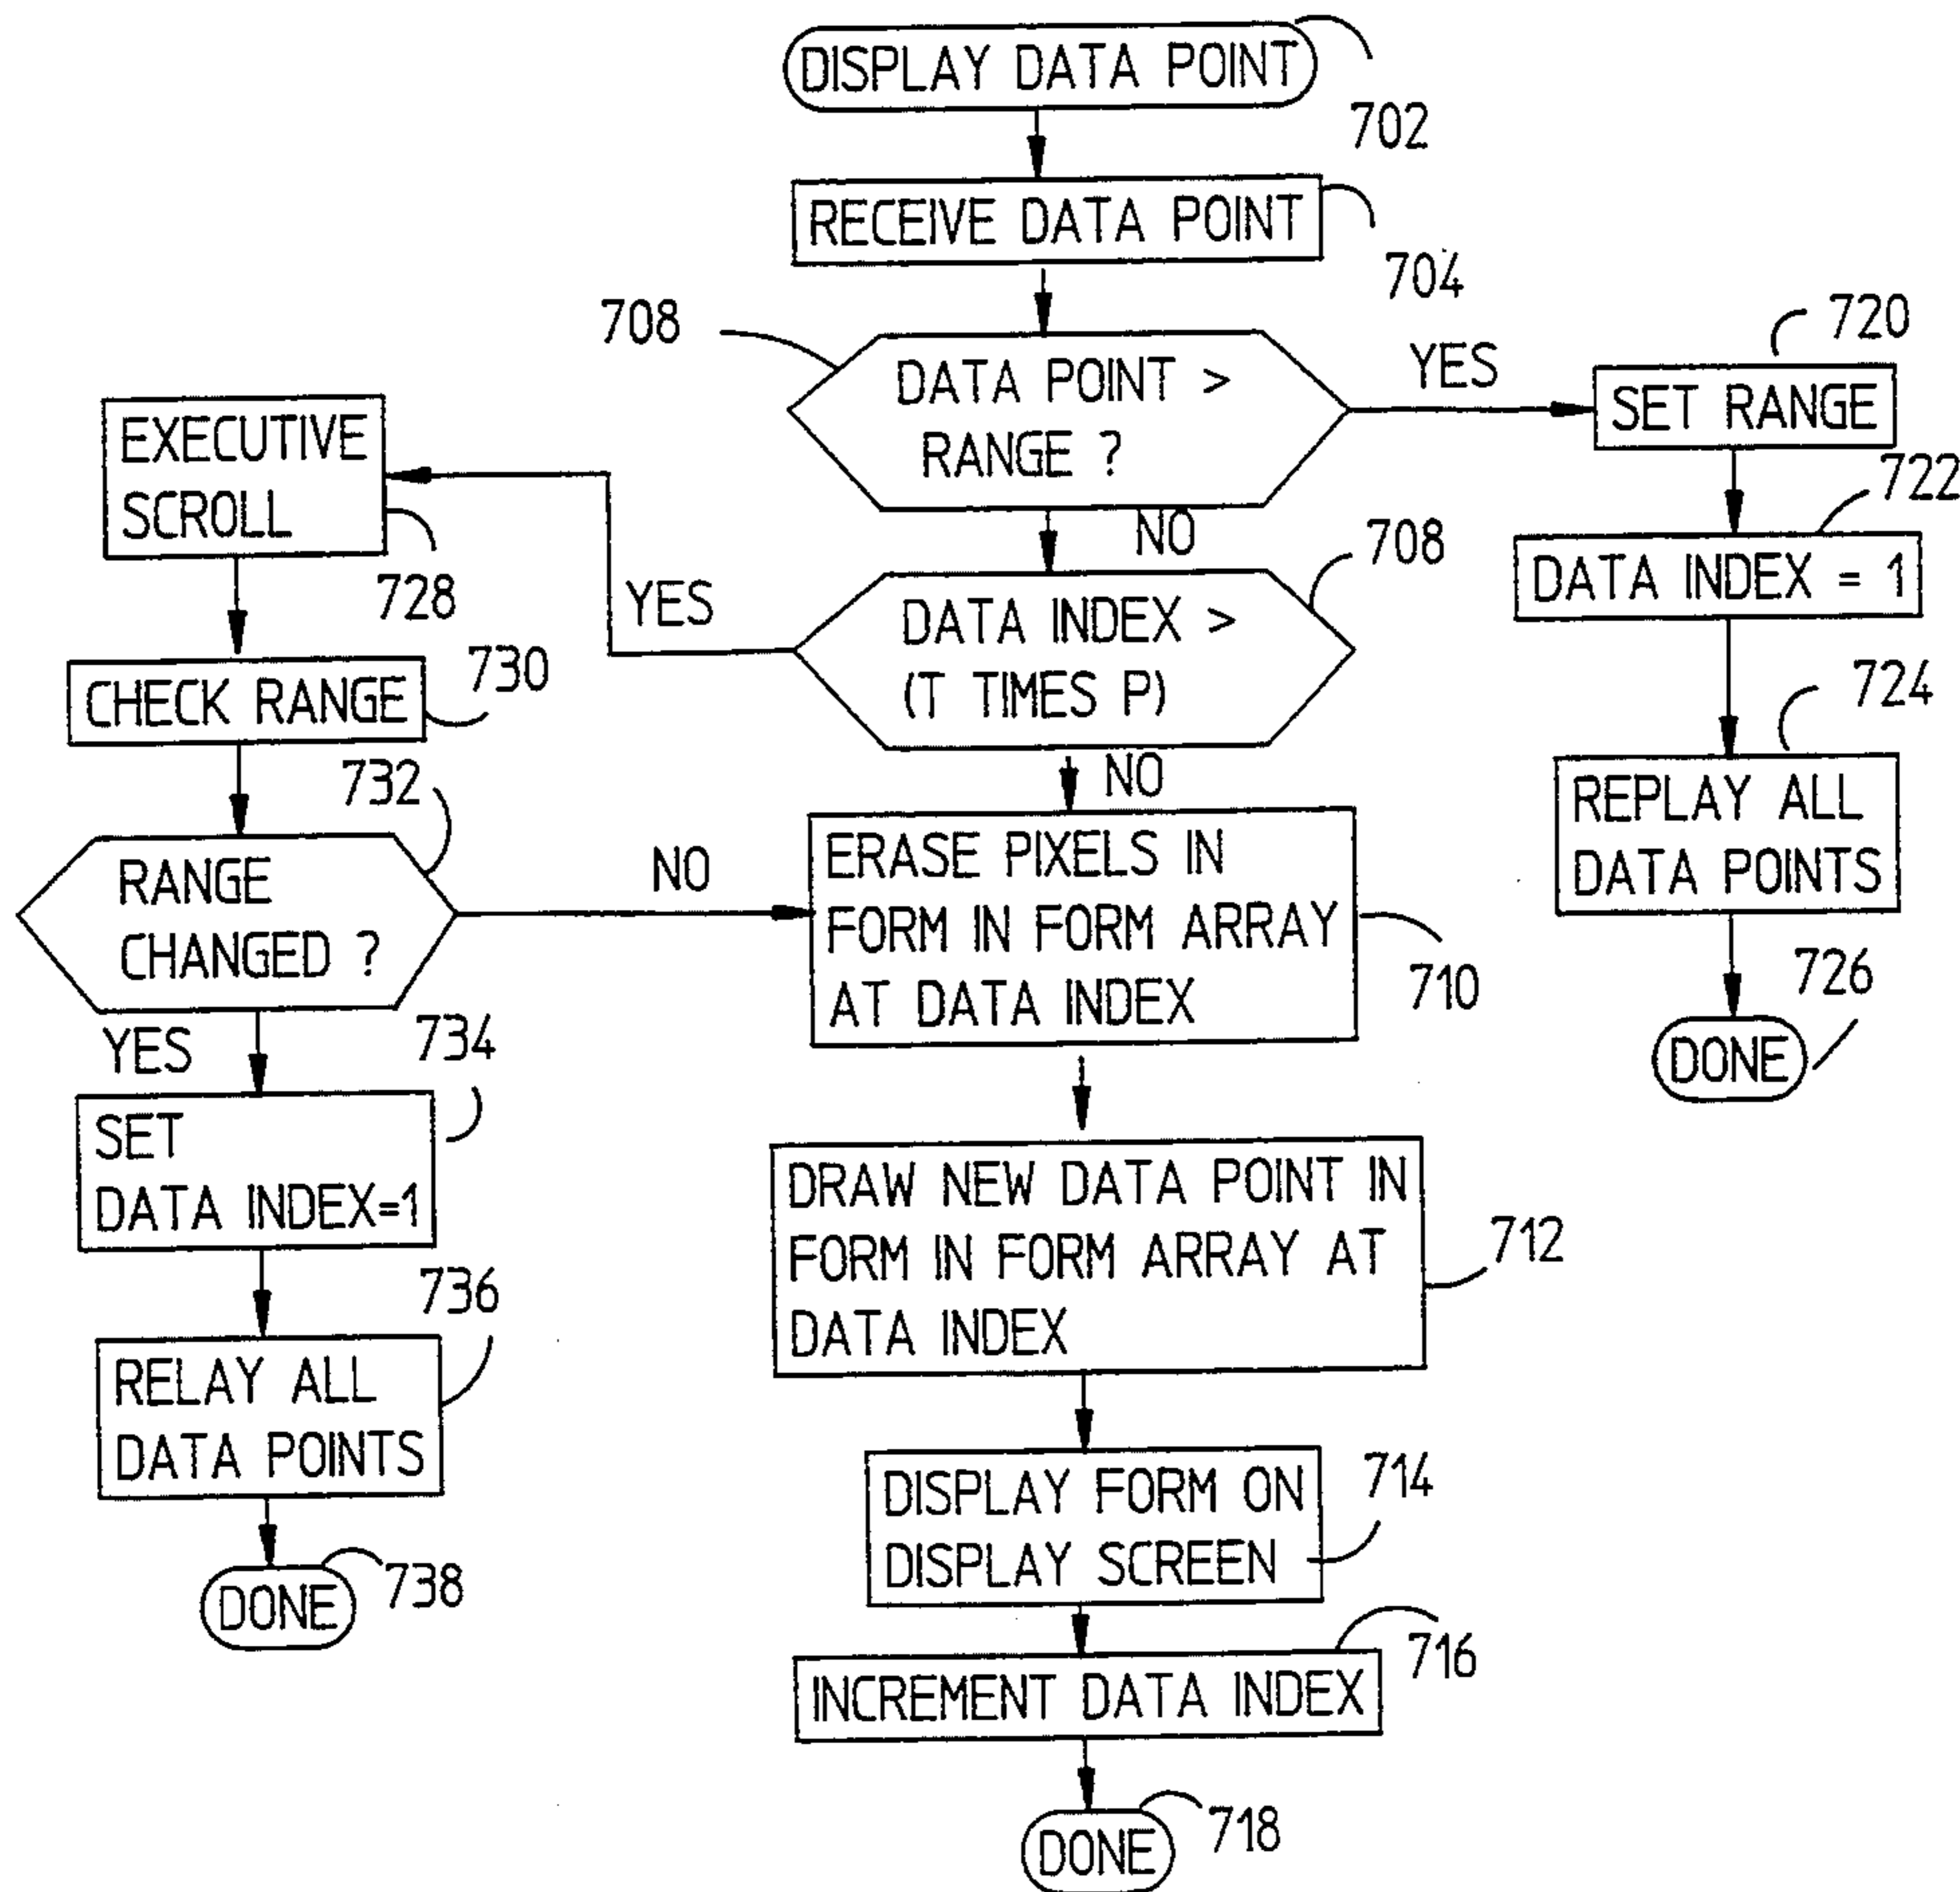 DISPLAY DATA POINT
702
RECEIVE DATA POINT
704
708
DATA POINT >
RANGE ?
YES
NO
720
SET RANGE
722
DATA INDEX = 1
724
REPLAY ALL
DATA POINTS
726
DONE
708
DATA INDEX >
(T TIMES P)
YES
NO
EXECUTIVE
SCROLL
728
CHECK RANGE
730
732
RANGE
CHANGED ?
NO
YES
734
SET
DATA INDEX=1
736
RELAY ALL
DATA POINTS
DONE
738
ERASE PIXELS IN
FORM IN FORM ARRAY
AT DATA INDEX
710
DRAW NEW DATA POINT IN
FORM IN FORM ARRAY AT
DATA INDEX
712
DISPLAY FORM ON
DISPLAY SCREEN
714
INCREMENT DATA INDEX
716
DONE
718